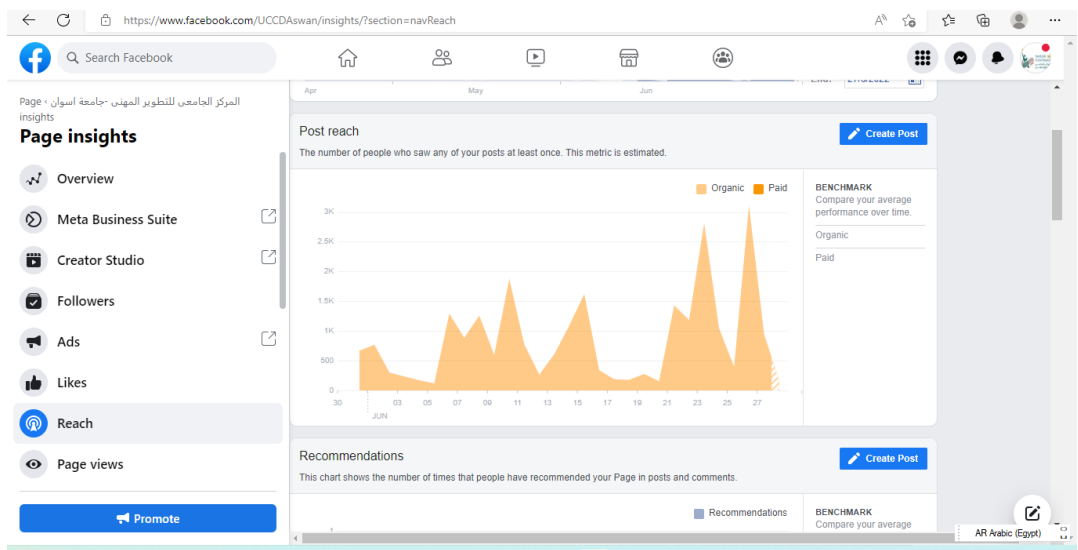 https://www.facebook.com/UCCDAswan/insights/?section=navReach
Search Facebook
Page › المركز الجامعى للتطوير المهنى -جامعة اسوان
insights
Page insights
Overview
Meta Business Suite
Creator Studio
Followers
Ads
Likes
Reach
Page views
Promote
Apr May Jun
Post reach
Create Post
The number of people who saw any of your posts at least once. This metric is estimated.
Organic Paid
BENCHMARK
Compare your average
performance over time.
Organic
Paid
3K
2.5K
2K
1.5K
1K
500
0
30 03 05 07 09 11 13 15 17 19 21 23 25 27
JUN
Recommendations
Create Post
This chart shows the number of times that people have recommended your Page in posts and comments.
Recommendations
BENCHMARK
Compare your average
1
AR Arabic (Egypt)